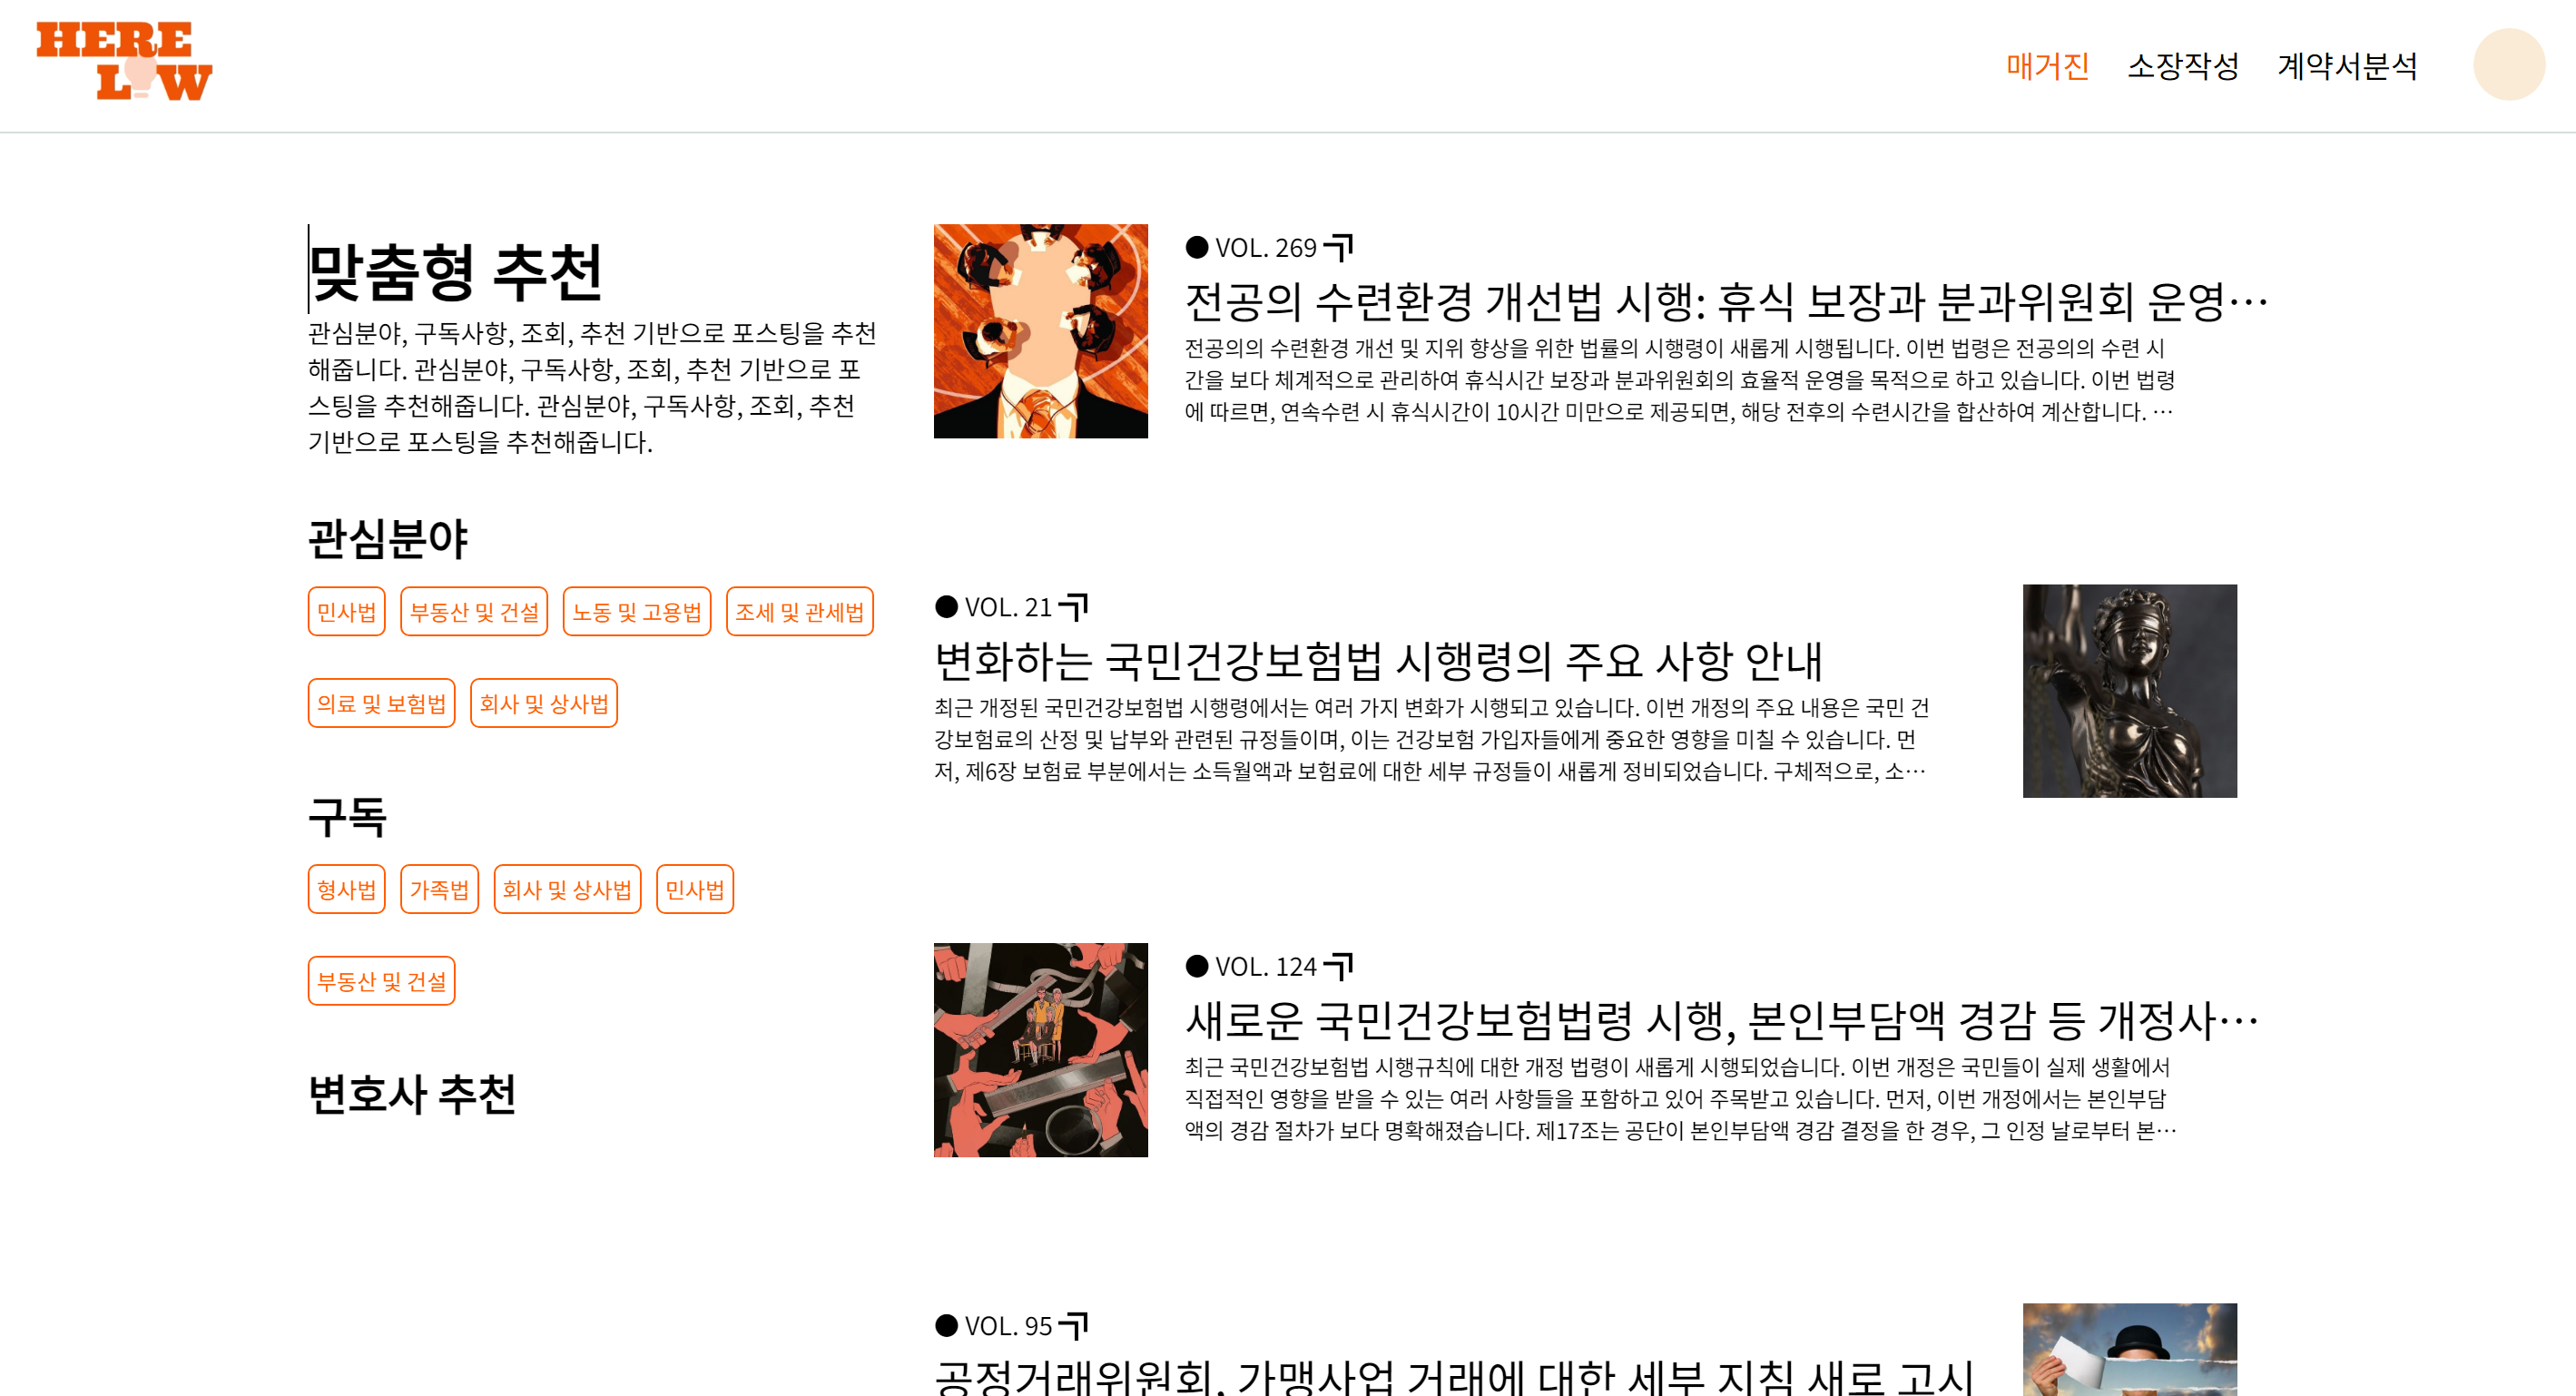 HERE
LAW
매거진 소장작성 계약서분석
맞춤형 추천
관심분야, 구독사항, 조회, 추천 기반으로 포스팅을 추천
해줍니다. 관심분야, 구독사항, 조회, 추천 기반으로 포
스팅을 추천해줍니다. 관심분야, 구독사항, 조회, 추천
기반으로 포스팅을 추천해줍니다.
관심분야
민사법 부동산 및 건설 노동 및 고용법 조세 및 관세법
의료 및 보험법 회사 및 상사법
구독
형사법 가족법 회사 및 상사법 민사법
부동산 및 건설
변호사 추천
● VOL. 269
전공의 수련환경 개선법 시행: 휴식 보장과 분과위원회 운영…
전공의의 수련환경 개선 및 지위 향상을 위한 법률의 시행령이 새롭게 시행됩니다. 이번 법령은 전공의의 수련 시
간을 보다 체계적으로 관리하여 휴식시간 보장과 분과위원회의 효율적 운영을 목적으로 하고 있습니다. 이번 법령
에 따르면, 연속수련 시 휴식시간이 10시간 미만으로 제공되면, 해당 전후의 수련시간을 합산하여 계산합니다. …
● VOL. 21
변화하는 국민건강보험법 시행령의 주요 사항 안내
최근 개정된 국민건강보험법 시행령에서는 여러 가지 변화가 시행되고 있습니다. 이번 개정의 주요 내용은 국민 건
강보험료의 산정 및 납부와 관련된 규정들이며, 이는 건강보험 가입자들에게 중요한 영향을 미칠 수 있습니다. 먼
저, 제6장 보험료 부분에서는 소득월액과 보험료에 대한 세부 규정들이 새롭게 정비되었습니다. 구체적으로, 소…
● VOL. 124
새로운 국민건강보험법령 시행, 본인부담액 경감 등 개정사…
최근 국민건강보험법 시행규칙에 대한 개정 법령이 새롭게 시행되었습니다. 이번 개정은 국민들이 실제 생활에서
직접적인 영향을 받을 수 있는 여러 사항들을 포함하고 있어 주목받고 있습니다. 먼저, 이번 개정에서는 본인부담
액의 경감 절차가 보다 명확해졌습니다. 제17조는 공단이 본인부담액 경감 결정을 한 경우, 그 인정 날로부터 본…
● VOL. 95
공정거래위원회, 가맹사업 거래에 대한 세부 지침 새로 고시